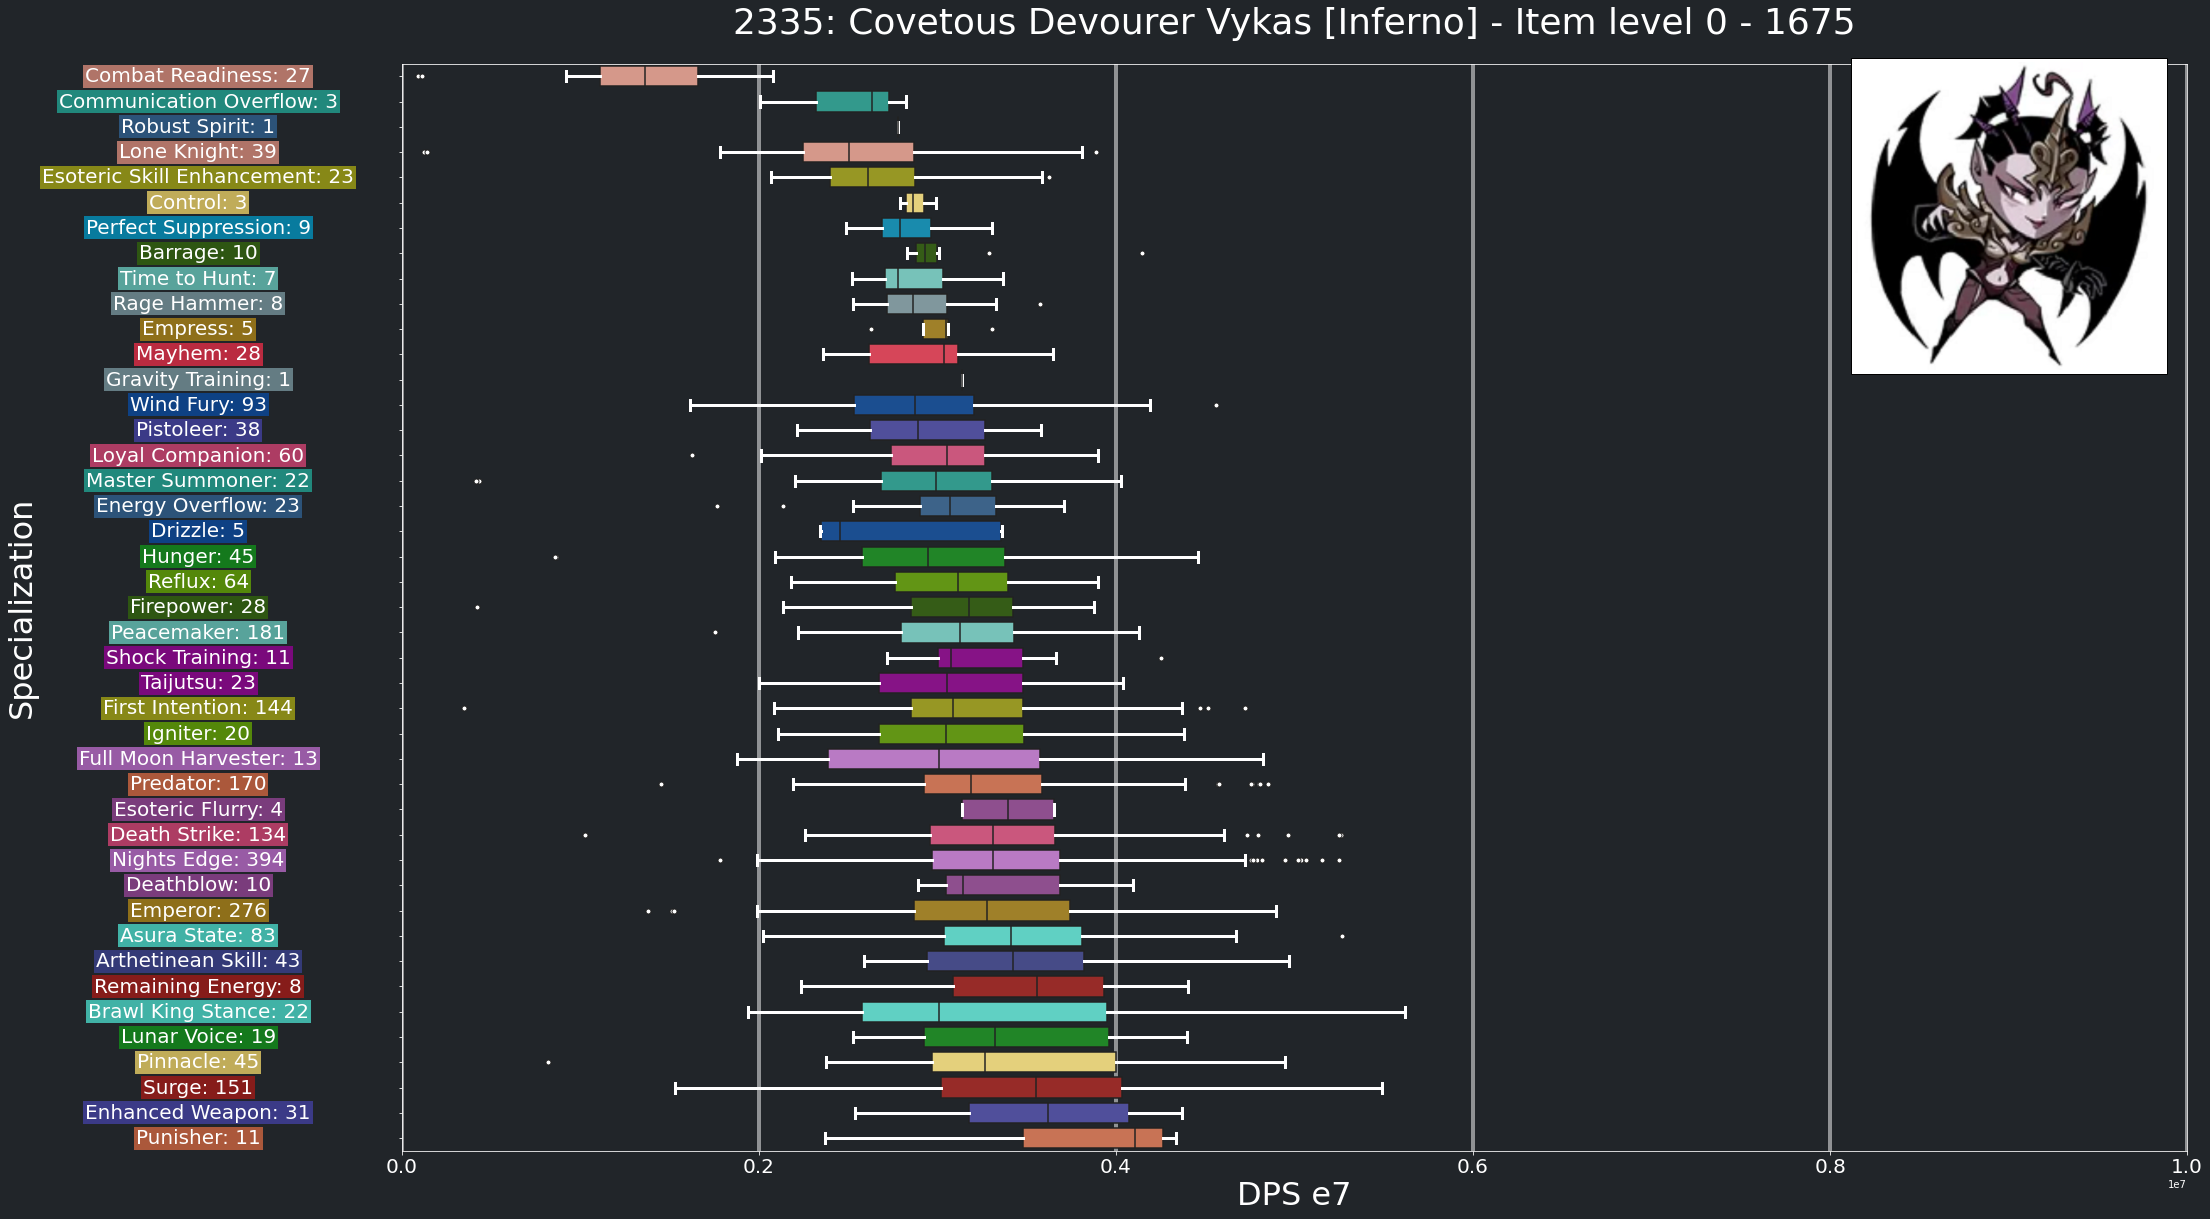 2335: Covetous Devourer Vykas [Inferno] - Item level 0 - 1675
Specialization
Combat Readiness: 27
Communication Overflow: 3
Robust Spirit: 1
Lone Knight: 39
Esoteric Skill Enhancement: 23
Control: 3
Perfect Suppression: 9
Barrage: 10
Time to Hunt: 7
Rage Hammer: 8
Empress: 5
Mayhem: 28
Gravity Training: 1
Wind Fury: 93
Pistoleer: 38
Loyal Companion: 60
Master Summoner: 22
Energy Overflow: 23
Drizzle: 5
Hunger: 45
Reflux: 64
Firepower: 28
Peacemaker: 181
Shock Training: 11
Taijutsu: 23
First Intention: 144
Igniter: 20
Full Moon Harvester: 13
Predator: 170
Esoteric Flurry: 4
Death Strike: 134
Nights Edge: 394
Deathblow: 10
Emperor: 276
Asura State: 83
Arthetinean Skill: 43
Remaining Energy: 8
Brawl King Stance: 22
Lunar Voice: 19
Pinnacle: 45
Surge: 151
Enhanced Weapon: 31
Punisher: 11
0.0 0.2 0.4 0.6 0.8 1.0
1e7
DPS e7